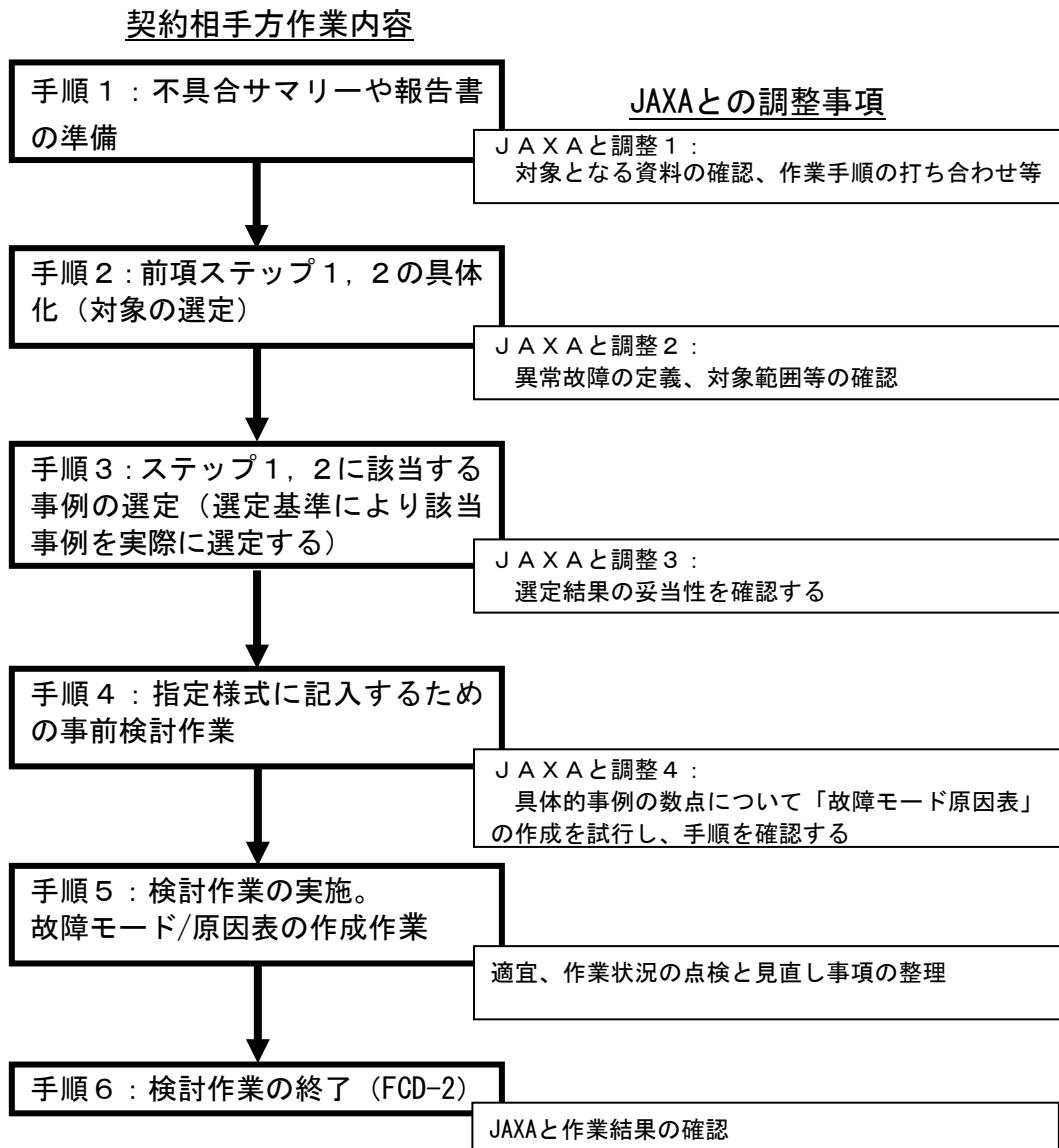 契約相手方作業内容
手順１：不具合サマリーや報告書
の準備
JAXAとの調整事項
ＪＡＸＡと調整１：
対象となる資料の確認、作業手順の打ち合わせ等
手順２：前項ステップ１，２の具体
化（対象の選定）
ＪＡＸＡと調整２：
異常故障の定義、対象範囲等の確認
手順３：ステップ１，２に該当する
事例の選定（選定基準により該当
事例を実際に選定する）
ＪＡＸＡと調整３：
選定結果の妥当性を確認する
手順４：指定様式に記入するため
の事前検討作業
ＪＡＸＡと調整４：
具体的事例の数点について「故障モード原因表」
の作成を試行し、手順を確認する
手順５：検討作業の実施。
故障モード/原因表の作成作業
適宜、作業状況の点検と見直し事項の整理
手順６：検討作業の終了（FCD-2）
JAXAと作業結果の確認